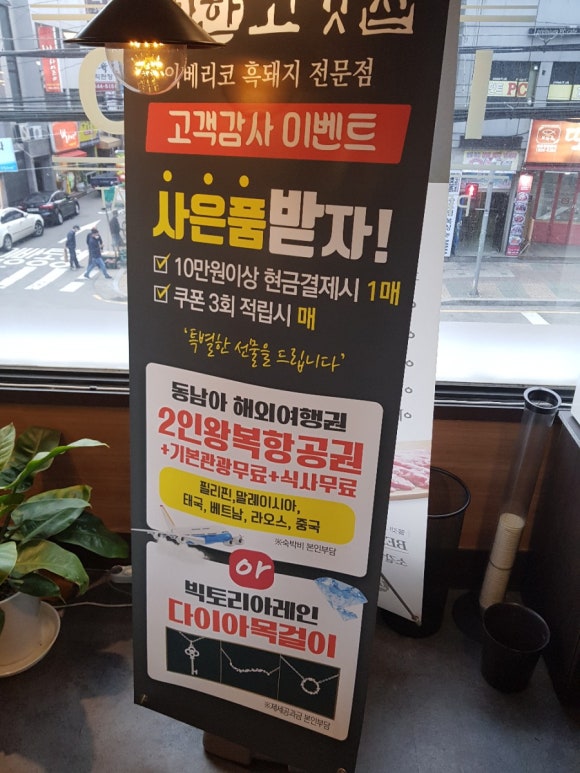 이베리코 흑돼지 전문점
고객감사 이벤트
사은품받자!
10만원이상 현금결제시 1매
쿠폰 3회 적립시 매
'특별한 선물을 드립니다'
동남아 해외여행권
2인왕복항공권
+기본관광무료+식사무료
필리핀,말레이시아,
태국, 베트남, 라오스, 중국
※숙박비 본인부담
or
빅토리아레인
다이아목걸이
※제세공과금 본인부담
PC